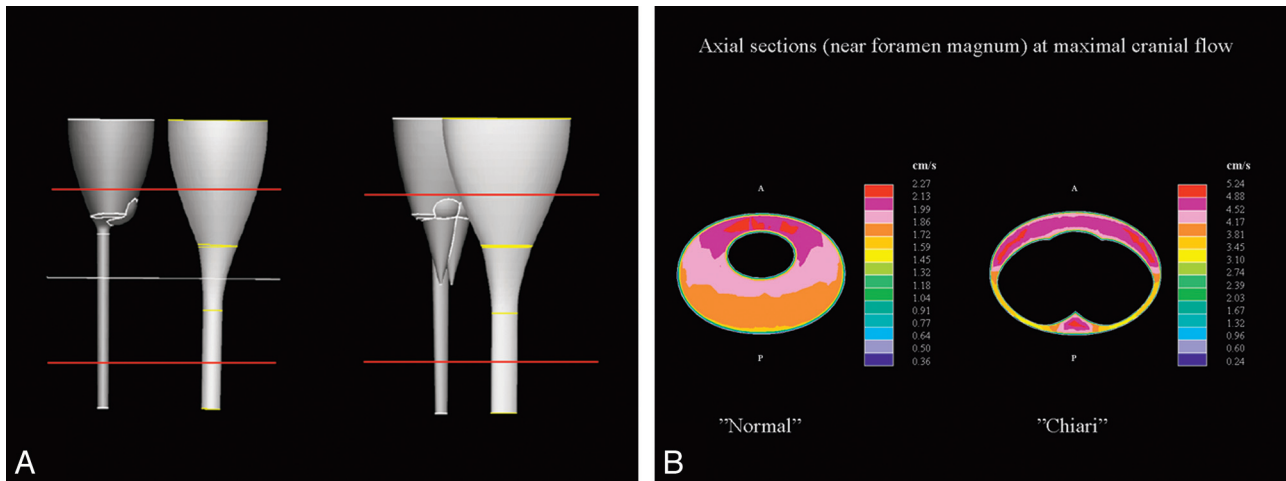 A
Axial sections (near foramen magnum) at maximal cranial flow
A
P
cm/s
2.27
2.13
1.99
1.86
1.72
1.59
1.45
1.32
1.18
1.04
0.91
0.77
0.64
0.50
0.36
”Normal”
A
P
cm/s
5.24
4.88
4.52
4.17
3.81
3.45
3.10
2.74
2.39
2.03
1.67
1.32
0.96
0.60
0.24
”Chiari”
B